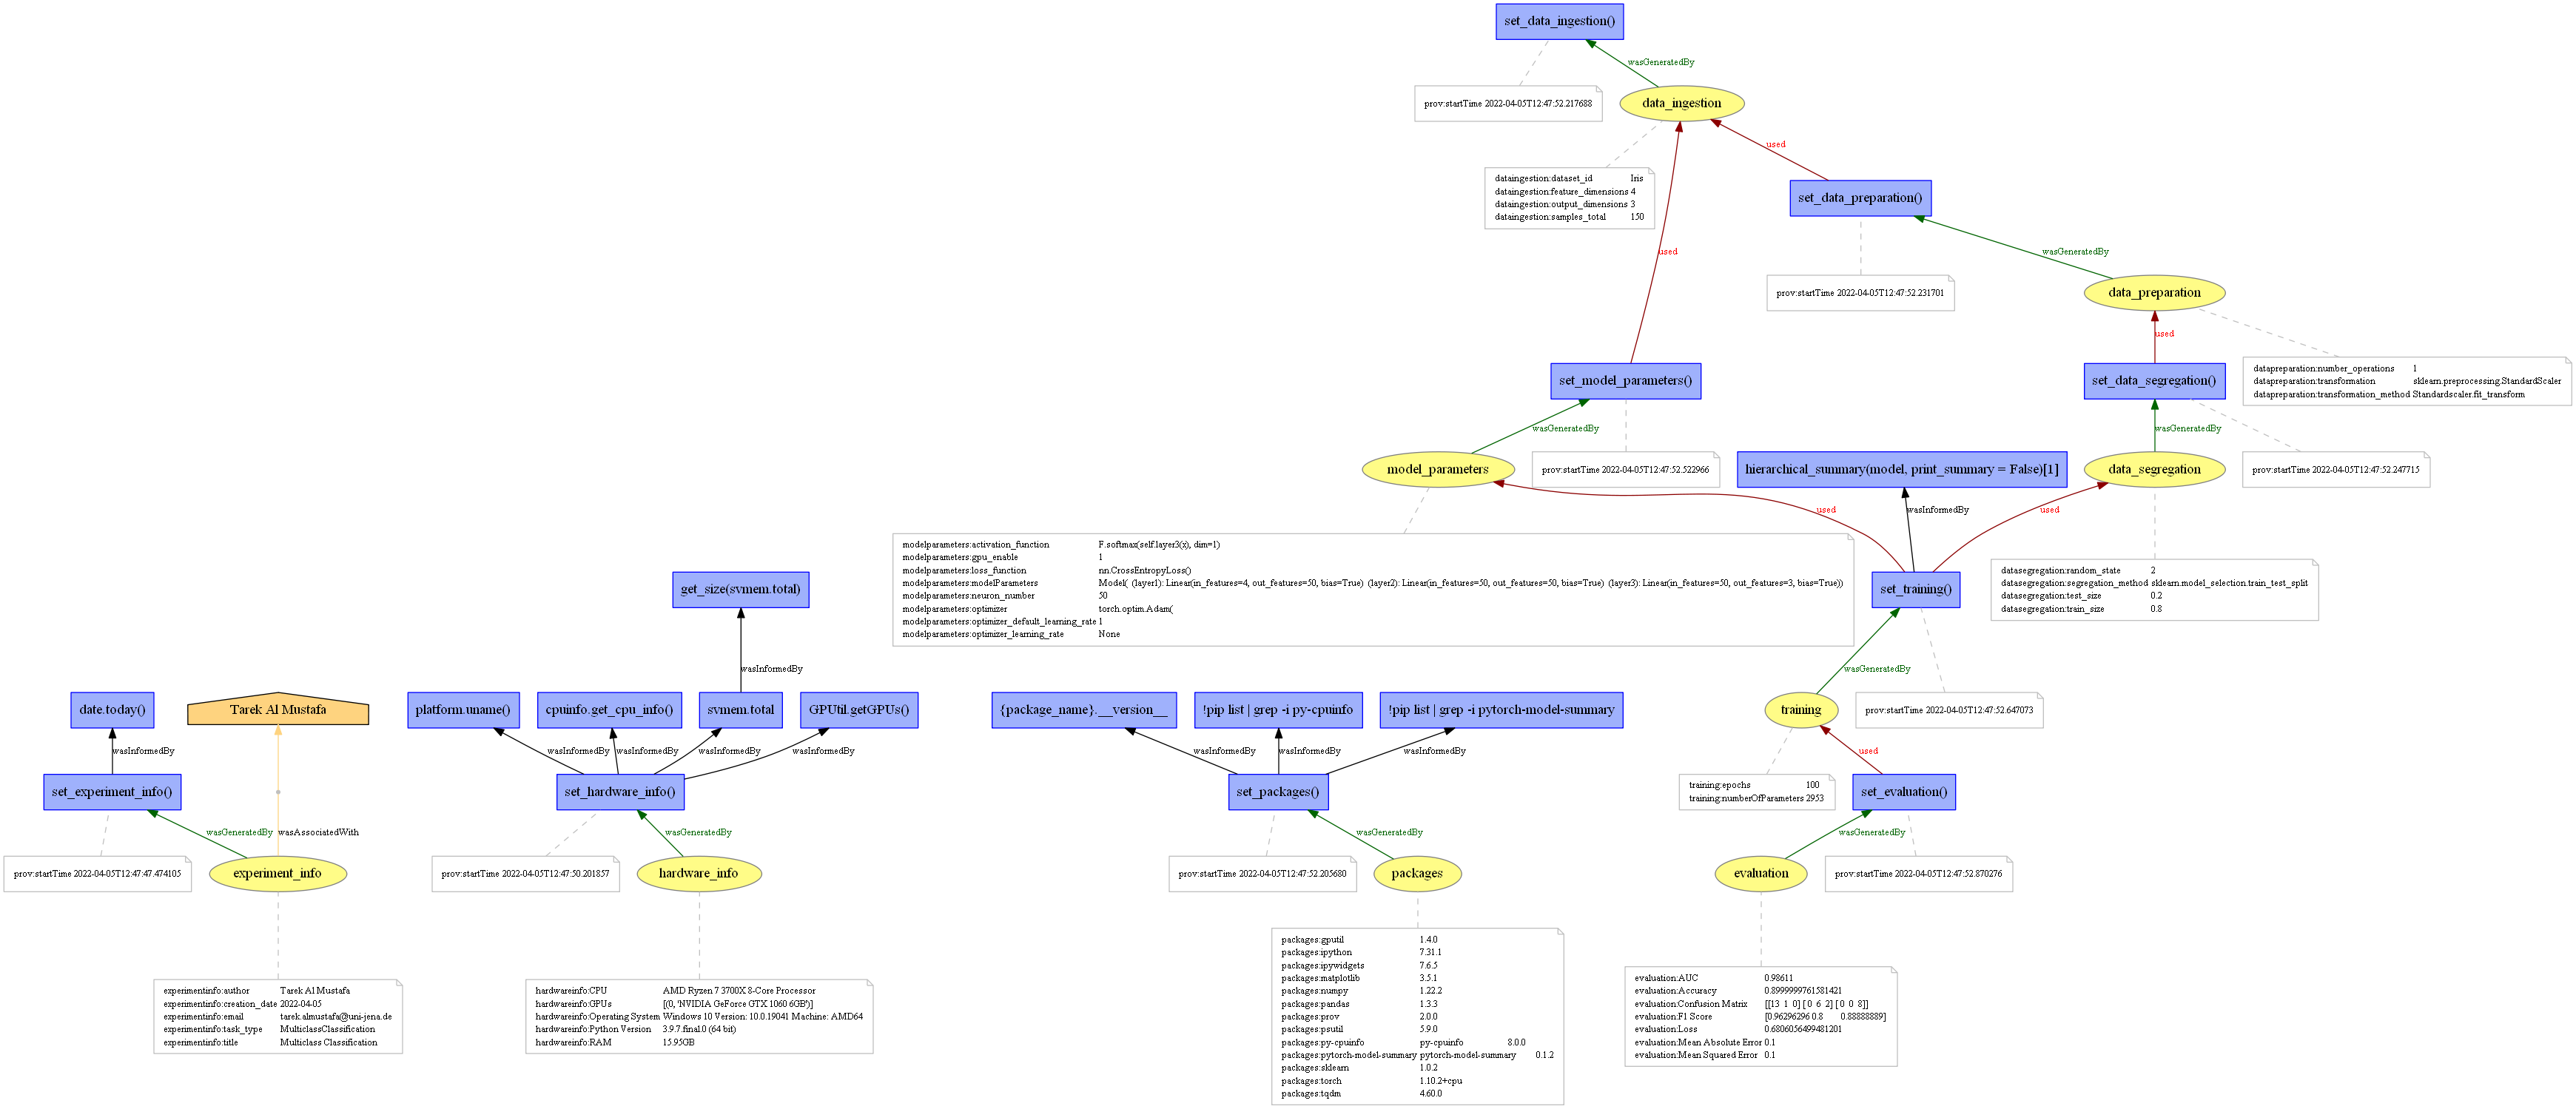 set_data_ingestion()
wasGeneratedBy
prov:startTime 2022-04-05T12:47:52.217688
data_ingestion
used
dataingestion:dataset_id Iris
dataingestion:feature_dimensions 4
dataingestion:output_dimensions 3
dataingestion:samples_total 150
set_data_preparation()
used
wasGeneratedBy
prov:startTime 2022-04-05T12:47:52.231701
data_preparation
used
set_model_parameters()
set_data_segregation()
datapreparation:number_operations 1
datapreparation:transformation sklearn.preprocessing.StandardScaler
datapreparation:transformation_method Standardscaler.fit_transform
wasGeneratedBy
wasGeneratedBy
model_parameters
prov:startTime 2022-04-05T12:47:52.522966
hierarchical_summary(model, print_summary = False)[1]
data_segregation
prov:startTime 2022-04-05T12:47:52.247715
used
wasInformedBy
used
modelparameters:activation_function F.softmax(self.layer3(x), dim=1)
modelparameters:gpu_enable 1
modelparameters:loss_function nn.CrossEntropyLoss()
modelparameters:modelParameters Model( (layer1): Linear(in_features=4, out_features=50, bias=True) (layer2): Linear(in_features=50, out_features=50, bias=True) (layer3): Linear(in_features=50, out_features=3, bias=True))
modelparameters:neuron_number 50
modelparameters:optimizer torch.optim.Adam(
modelparameters:optimizer_default_learning_rate 1
modelparameters:optimizer_learning_rate None
set_training()
datasegregation:random_state 2
datasegregation:segregation_method sklearn.model_selection.train_test_split
datasegregation:test_size 0.2
datasegregation:train_size 0.8
get_size(svmem.total)
wasInformedBy
wasGeneratedBy
date.today()
Tarek Al Mustafa
platform.uname()
cpuinfo.get_cpu_info()
svmem.total
GPUtil.getGPUs()
{package_name}.__version__
!pip list | grep -i py-cpuinfo
!pip list | grep -i pytorch-model-summary
training
prov:startTime 2022-04-05T12:47:52.647073
wasInformedBy
wasInformedBy
wasInformedBy
wasInformedBy
wasInformedBy
wasInformedBy
wasInformedBy
wasInformedBy
used
set_experiment_info()
set_hardware_info()
set_packages()
training:epochs 100
training:numberOfParameters 2953
set_evaluation()
wasGeneratedBy
wasAssociatedWith
wasGeneratedBy
wasGeneratedBy
wasGeneratedBy
prov:startTime 2022-04-05T12:47:47.474105
experiment_info
prov:startTime 2022-04-05T12:47:50.201857
hardware_info
prov:startTime 2022-04-05T12:47:52.205680
packages
evaluation
prov:startTime 2022-04-05T12:47:52.870276
experimentinfo:author Tarek Al Mustafa
experimentinfo:creation_date 2022-04-05
experimentinfo:email tarek.almustafa@uni-jena.de
experimentinfo:task_type MulticlassClassification
experimentinfo:title Multiclass Classification
hardwareinfo:CPU AMD Ryzen 7 3700X 8-Core Processor
hardwareinfo:GPUs [(0, 'NVIDIA GeForce GTX 1060 6GB')]
hardwareinfo:Operating System Windows 10 Version: 10.0.19041 Machine: AMD64
hardwareinfo:Python Version 3.9.7.final.0 (64 bit)
hardwareinfo:RAM 15.95GB
packages:gputil 1.4.0
packages:ipython 7.31.1
packages:ipywidgets 7.6.5
packages:matplotlib 3.5.1
packages:numpy 1.22.2
packages:pandas 1.3.3
packages:prov 2.0.0
packages:psutil 5.9.0
packages:py-cpuinfo py-cpuinfo 8.0.0
packages:pytorch-model-summary pytorch-model-summary 0.1.2
packages:sklearn 1.0.2
packages:torch 1.10.2+cpu
packages:tqdm 4.60.0
evaluation:AUC 0.98611
evaluation:Accuracy 0.8999999761581421
evaluation:Confusion Matrix [[13 1 0] [ 0 6 2] [ 0 0 8]]
evaluation:F1 Score [0.96296296 0.8 0.88888889]
evaluation:Loss 0.6806056499481201
evaluation:Mean Absolute Error 0.1
evaluation:Mean Squared Error 0.1